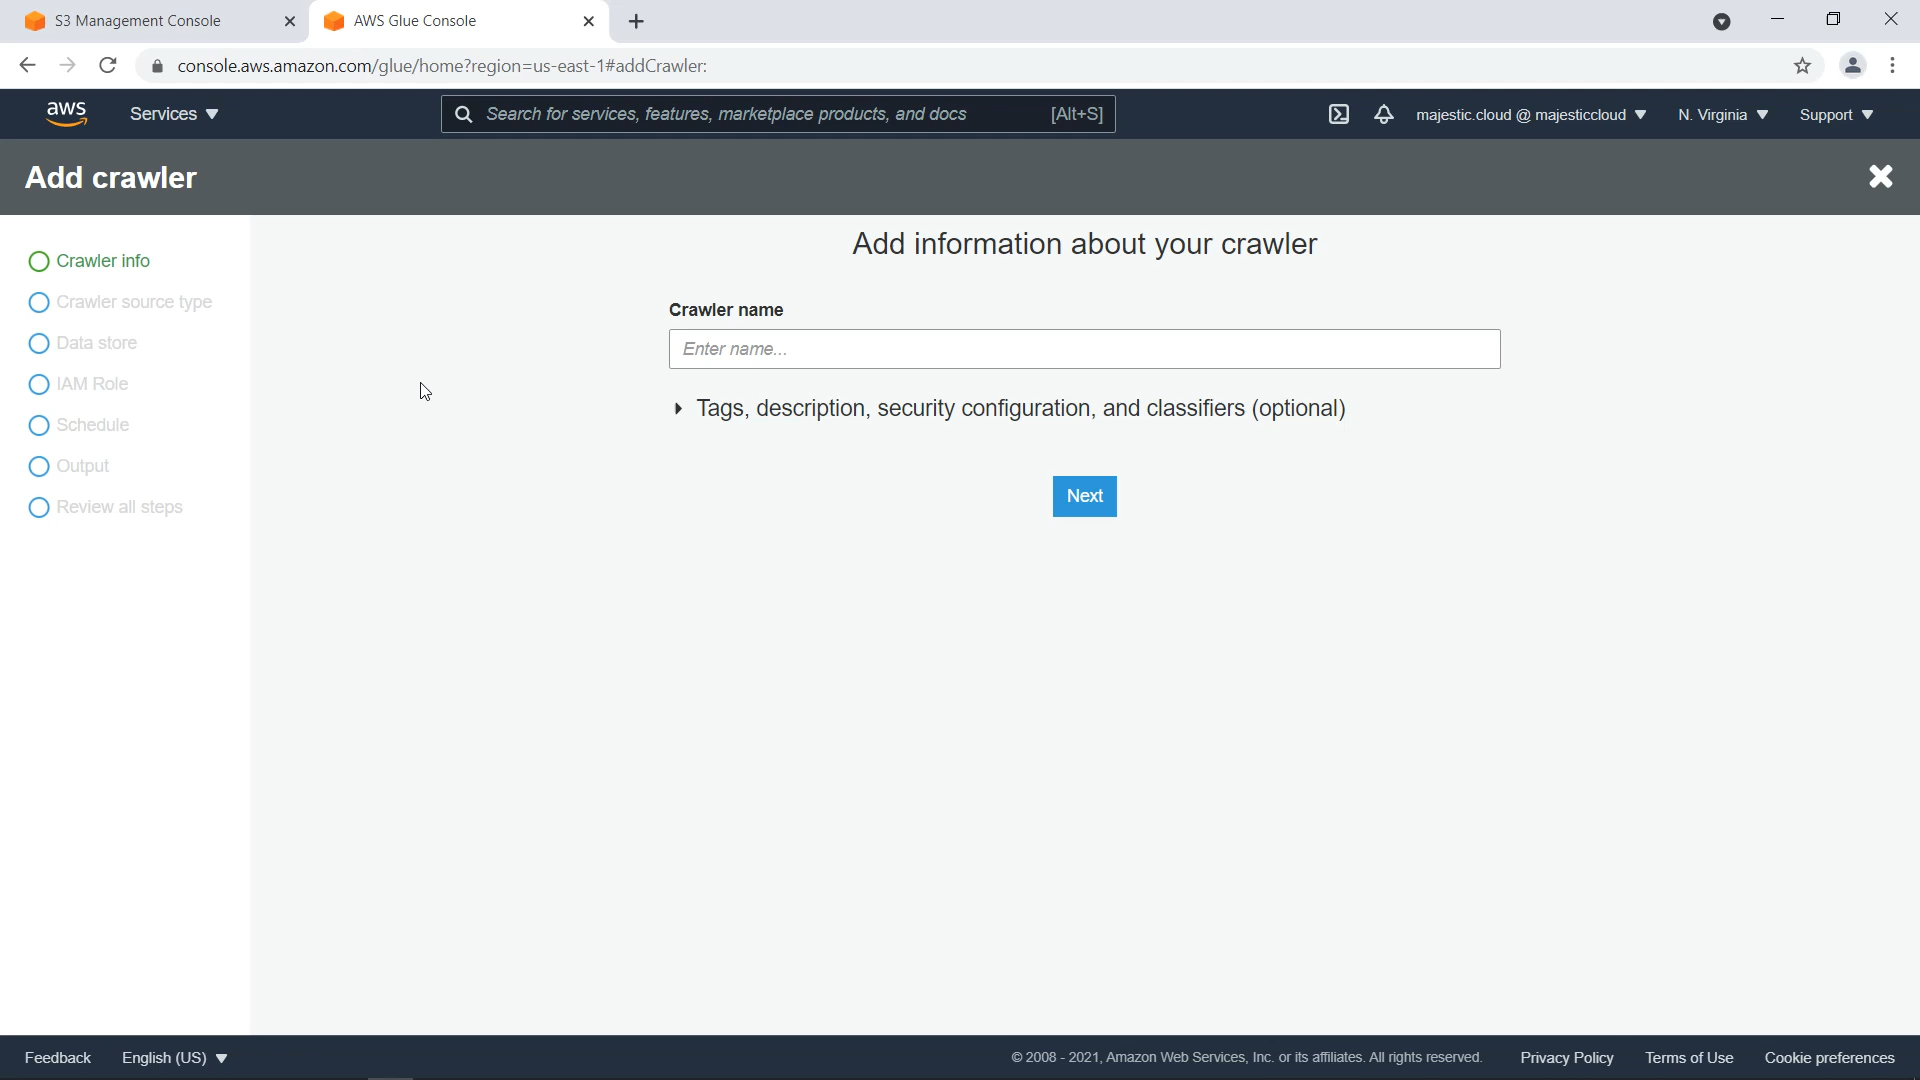 S3 Management Console
AWS Glue Console
console.aws.amazon.com/glue/home?region=us-east-1#addCrawler:
aws
Services
Search for services, features, marketplace products, and docs
[Alt+S]
majestic.cloud @ majesticcloud
N. Virginia
Support
Add crawler
Crawler info
Crawler source type
Data store
IAM Role
Schedule
Output
Review all steps
Add information about your crawler
Crawler name
Enter name...
Tags, description, security configuration, and classifiers (optional)
Next
Feedback
English (US)
© 2008 - 2021, Amazon Web Services, Inc. or its affiliates. All rights reserved.
Privacy Policy
Terms of Use
Cookie preferences